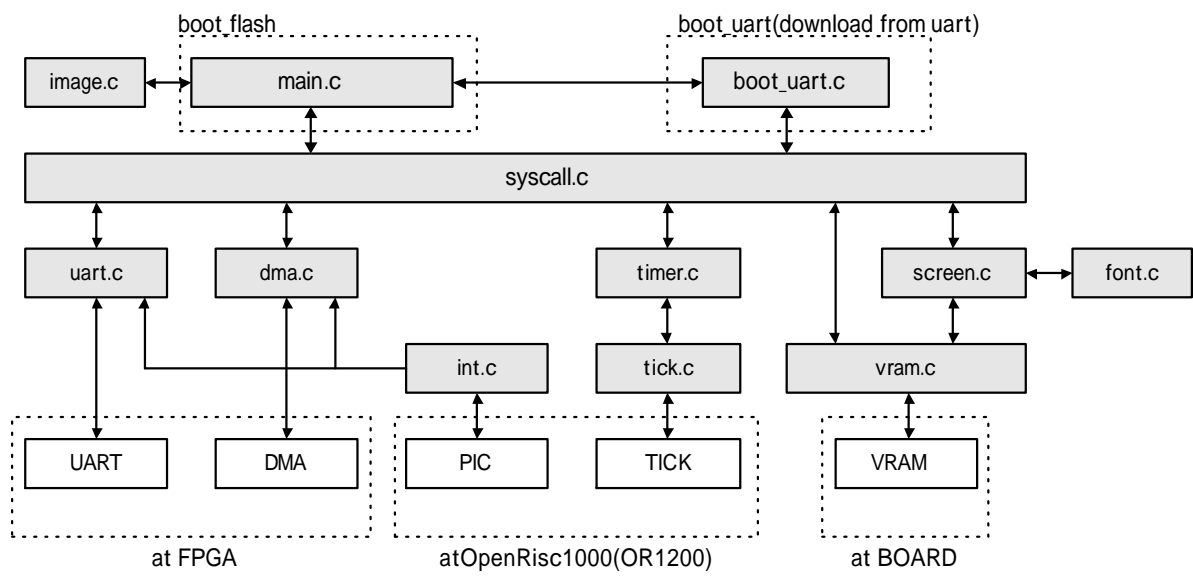 boot_flash
boot_uart(download from uart)
image.c
main.c
boot_uart.c
syscall.c
uart.c
dma.c
timer.c
screen.c
font.c
int.c
tick.c
vram.c
UART
DMA
PIC
TICK
VRAM
at FPGA
atOpenRisc1000(OR1200)
at BOARD